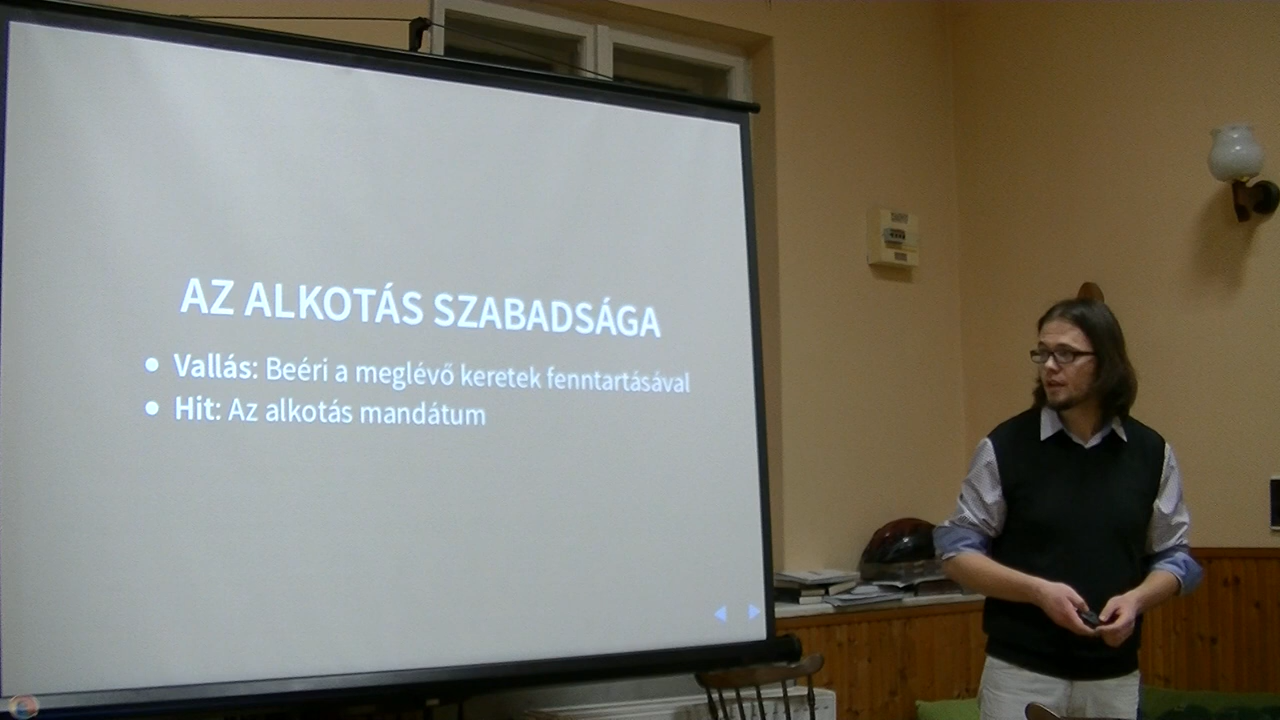 AZ ALKOTÁS SZABADSÁGA
Vallás: Beéri a meglévő keretek fenntartásával
Hit: Az alkotás mandátum